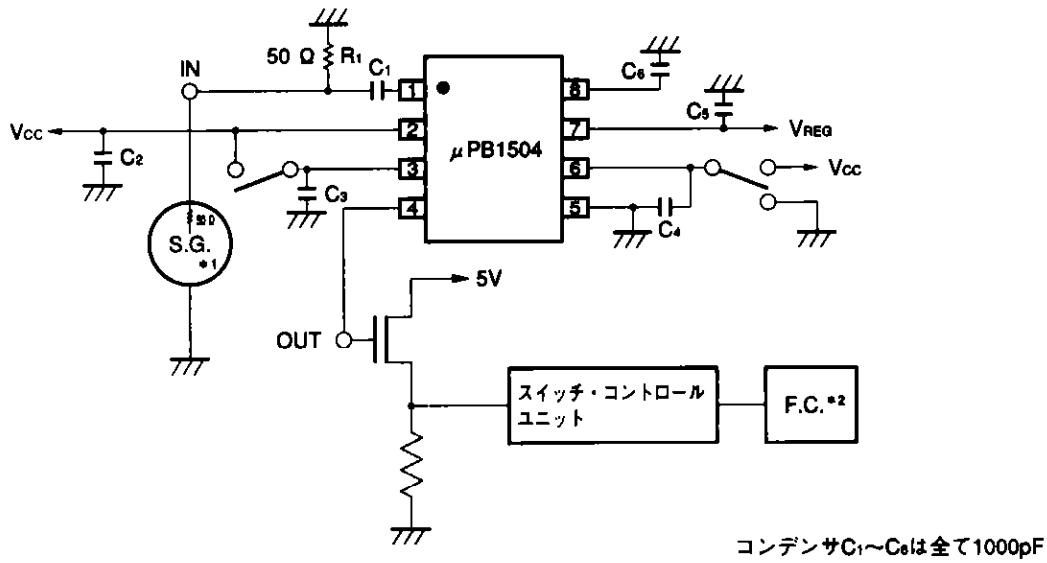 50 Ω
R₁
C₁
IN
C₆
C₅
1
8
Vcc
2
7
VREG
C₂
μPB1504
3
6
Vcc
C₃
4
5
C₄
50Ω
S.G.
*1
5V
OUT
スイッチ・コントロール
ユニット
F.C.*2
コンデンサC₁~C₆は全て1000pF